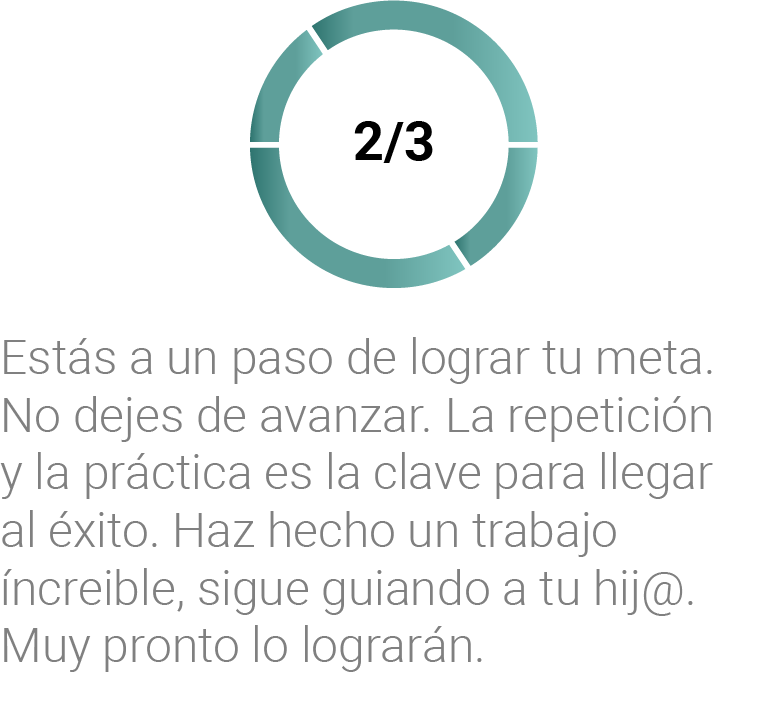 2/3
Estás a un paso de lograr tu meta.
No dejes de avanzar. La repetición
y la práctica es la clave para llegar
al éxito. Haz hecho un trabajo
íncreible, sigue guiando a tu hij@.
Muy pronto lo lograrán.